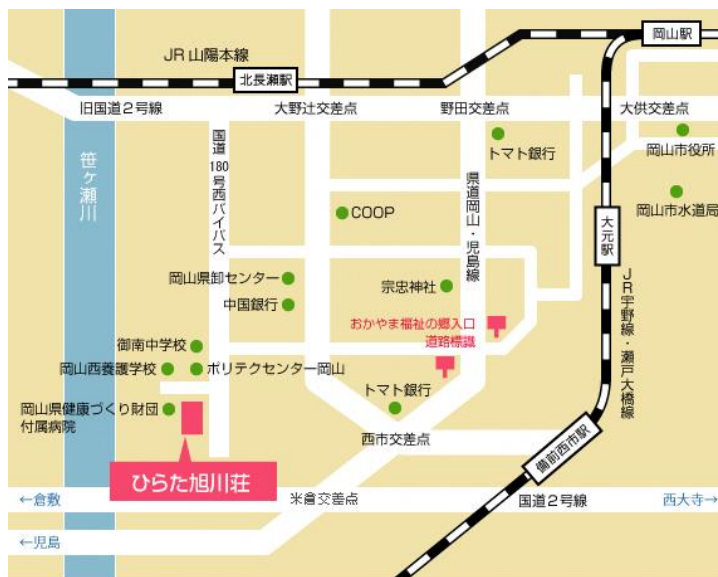 岡山駅
JR山陽本線
北長瀬駅
旧国道2号線
大野辻交差点
野田交差点
大供交差点
笹ヶ瀬川
国道180号西バイパス
県道岡山・児島線
トマト銀行
岡山市役所
COOP
岡山市水道局
大元駅
JR宇野線・瀬戸大橋線
岡山県卸センター
宗忠神社
中国銀行
おかやま福祉の郷入口
道路標識
御南中学校
岡山西養護学校
ポリテクセンター岡山
トマト銀行
岡山県健康づくり財団
付属病院
西市交差点
備前西市駅
ひらた旭川荘
←倉敷
米倉交差点
国道2号線
西大寺→
←児島